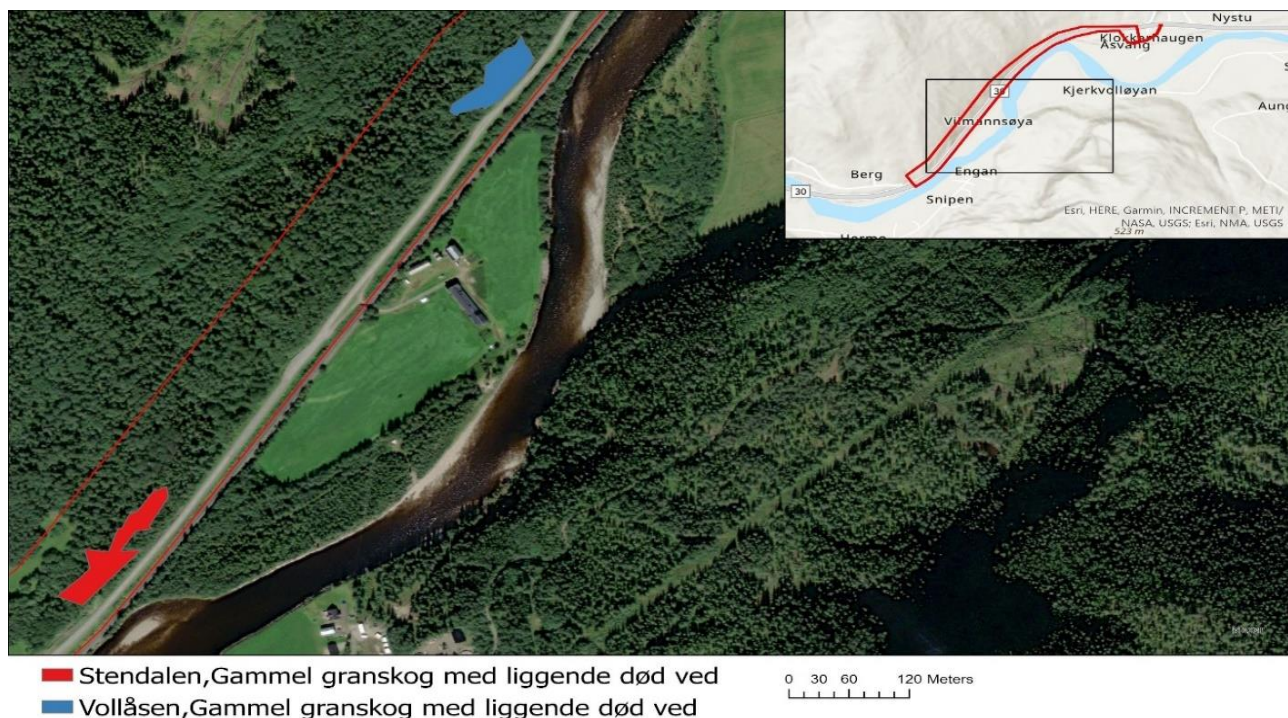 Nystu
Klokkarhaugen
Åsvang
Kjerkvolløyan
30
Vilmannsøya
Berg
Engan
30
Snipen
Esri, HERE, Garmin, INCREMENT P, METI/
NASA, USGS; Esri, NMA, USGS
523 m
Stendalen,Gammel granskog med liggende død ved
Vollåsen,Gammel granskog med liggende død ved
0 30 60 120 Meters